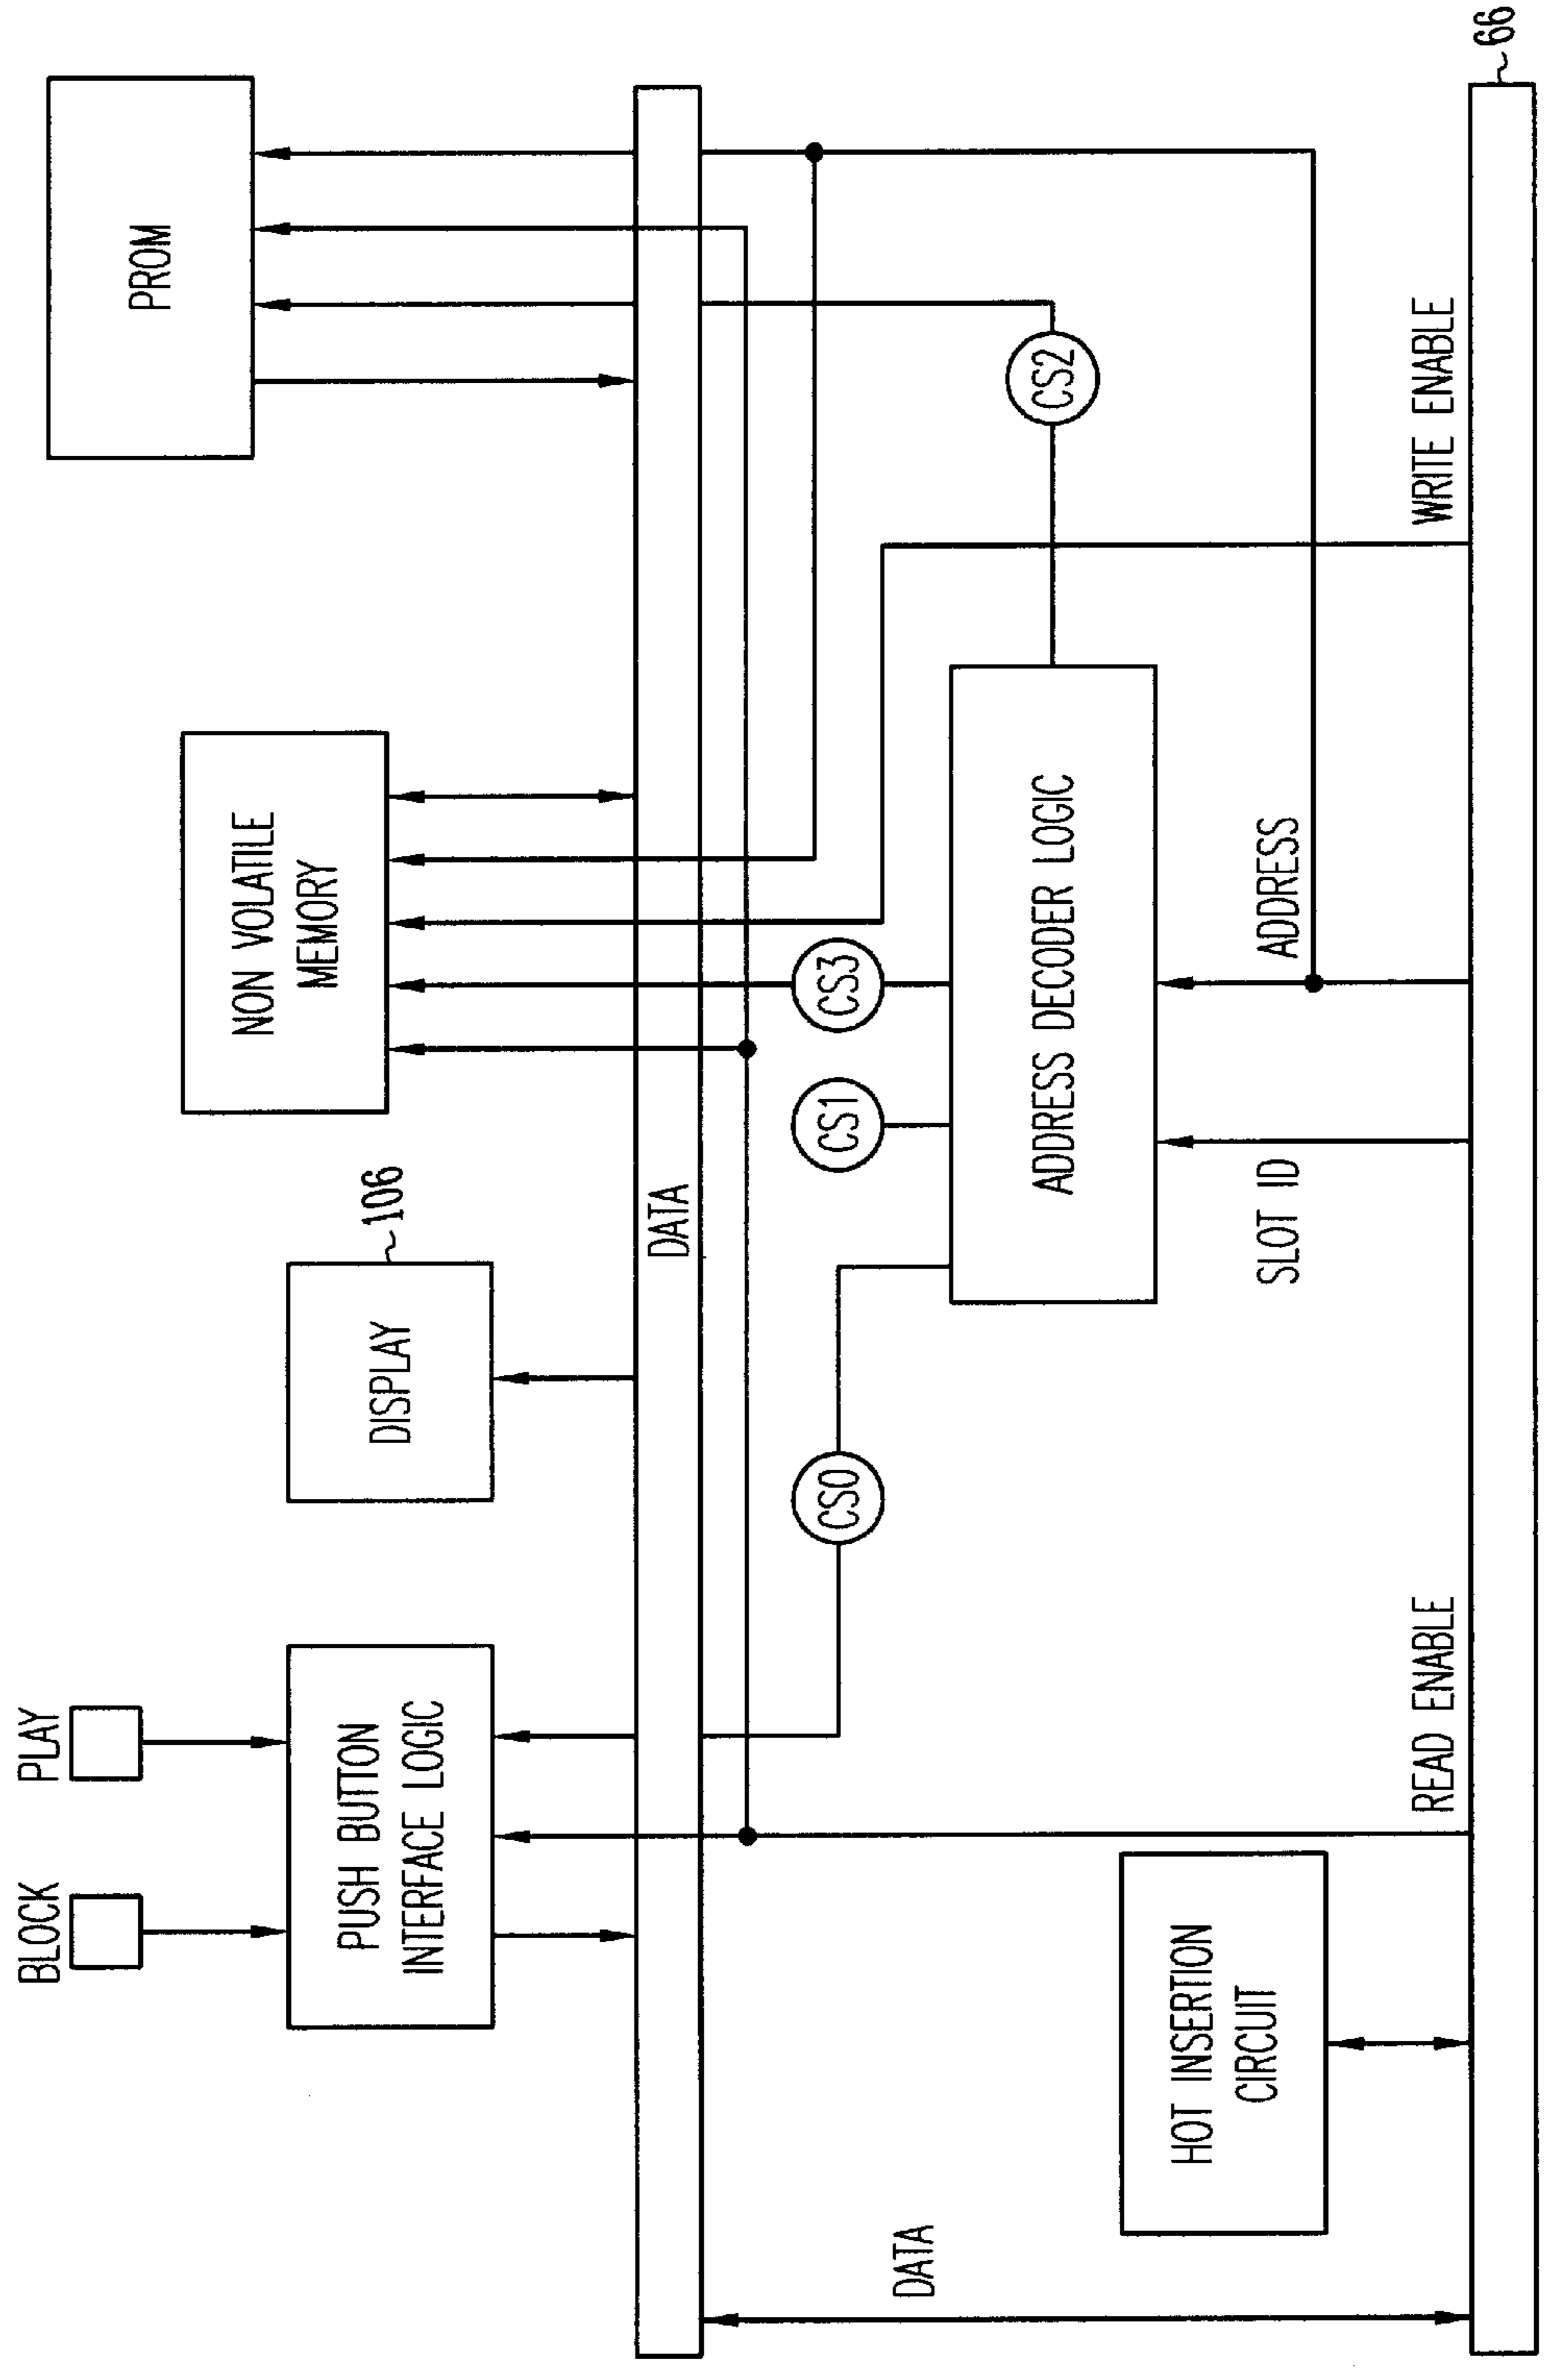 BLOCK
PLAY
PUSH BUTTON
INTERFACE LOGIC
DISPLAY
106
NON VOLATILE
MEMORY
PROM
DATA
CS0
CS1
CS3
CS2
ADDRESS DECODER LOGIC
DATA
HOT INSERTION
CIRCUIT
SLOT ID
ADDRESS
READ ENABLE
WRITE ENABLE
66